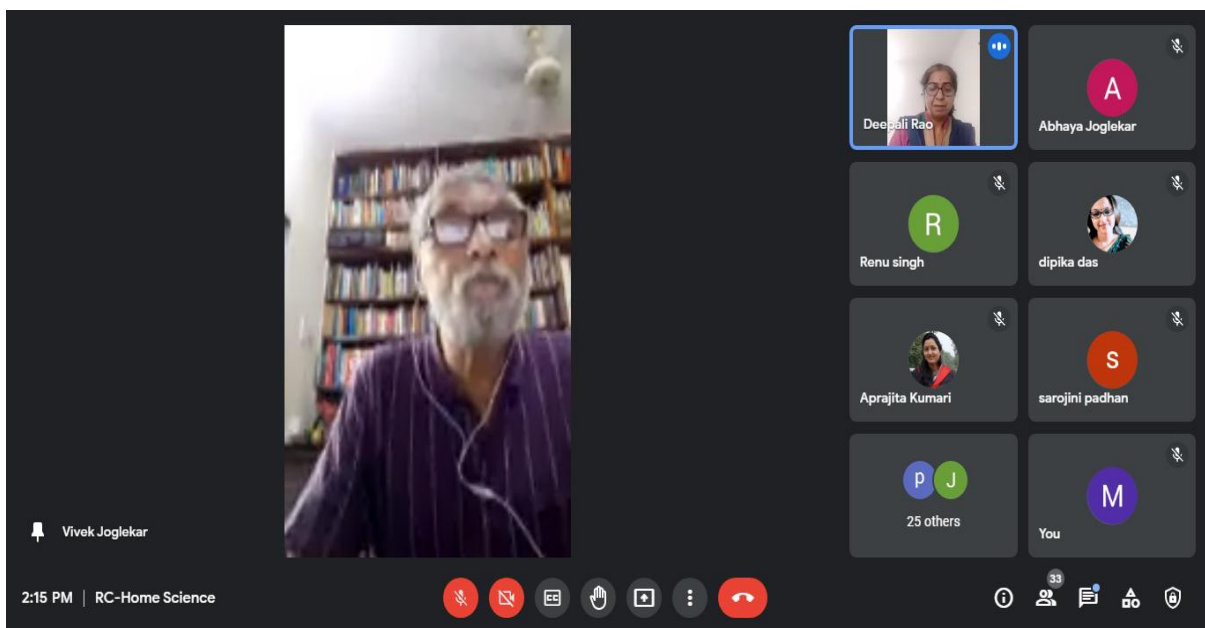 Deepali Rao
A
Abhaya Joglekar
R
Renu singh
dipika das
Aprajita Kumari
s
sarojini padhan
p J
25 others
M
You
Vivek Joglekar
2:15 PM | RC-Home Science
CC
33